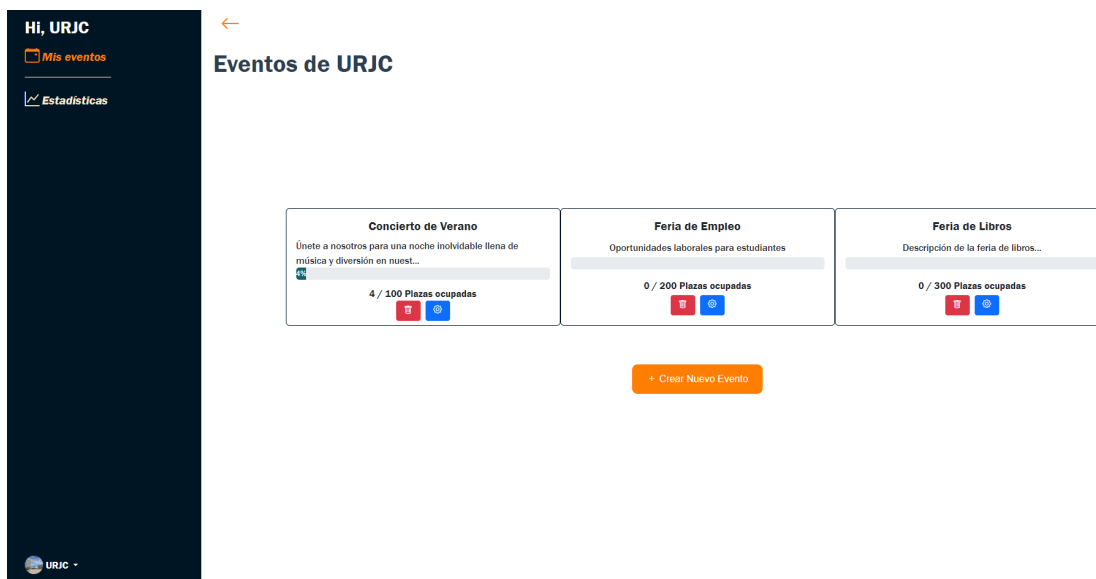 Hi, URJC
Mis eventos
Estadísticas
URJC
Eventos de URJC
Concierto de Verano
Únete a nosotros para una noche inolvidable llena de
música y diversión en nuest...
4%
4 / 100 Plazas ocupadas
Feria de Empleo
Oportunidades laborales para estudiantes
0 / 200 Plazas ocupadas
Feria de Libros
Descripción de la feria de libros...
0 / 300 Plazas ocupadas
+ Crear Nuevo Evento